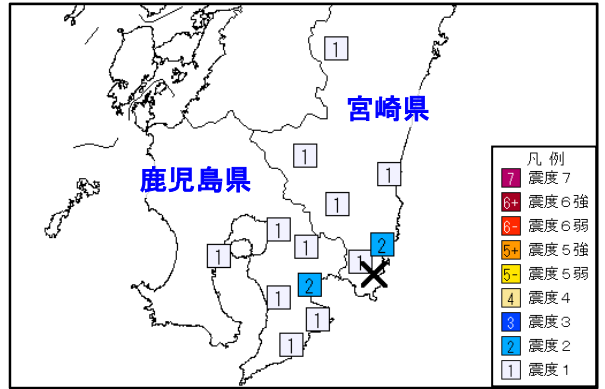 1
宮崎県
1
1
鹿児島県
1
1
1
2
1
1
2
1
1
1
凡 例
7 震度７
6+ 震度６強
6- 震度６弱
5+ 震度５強
5- 震度５弱
4 震度４
3 震度３
2 震度２
1 震度１